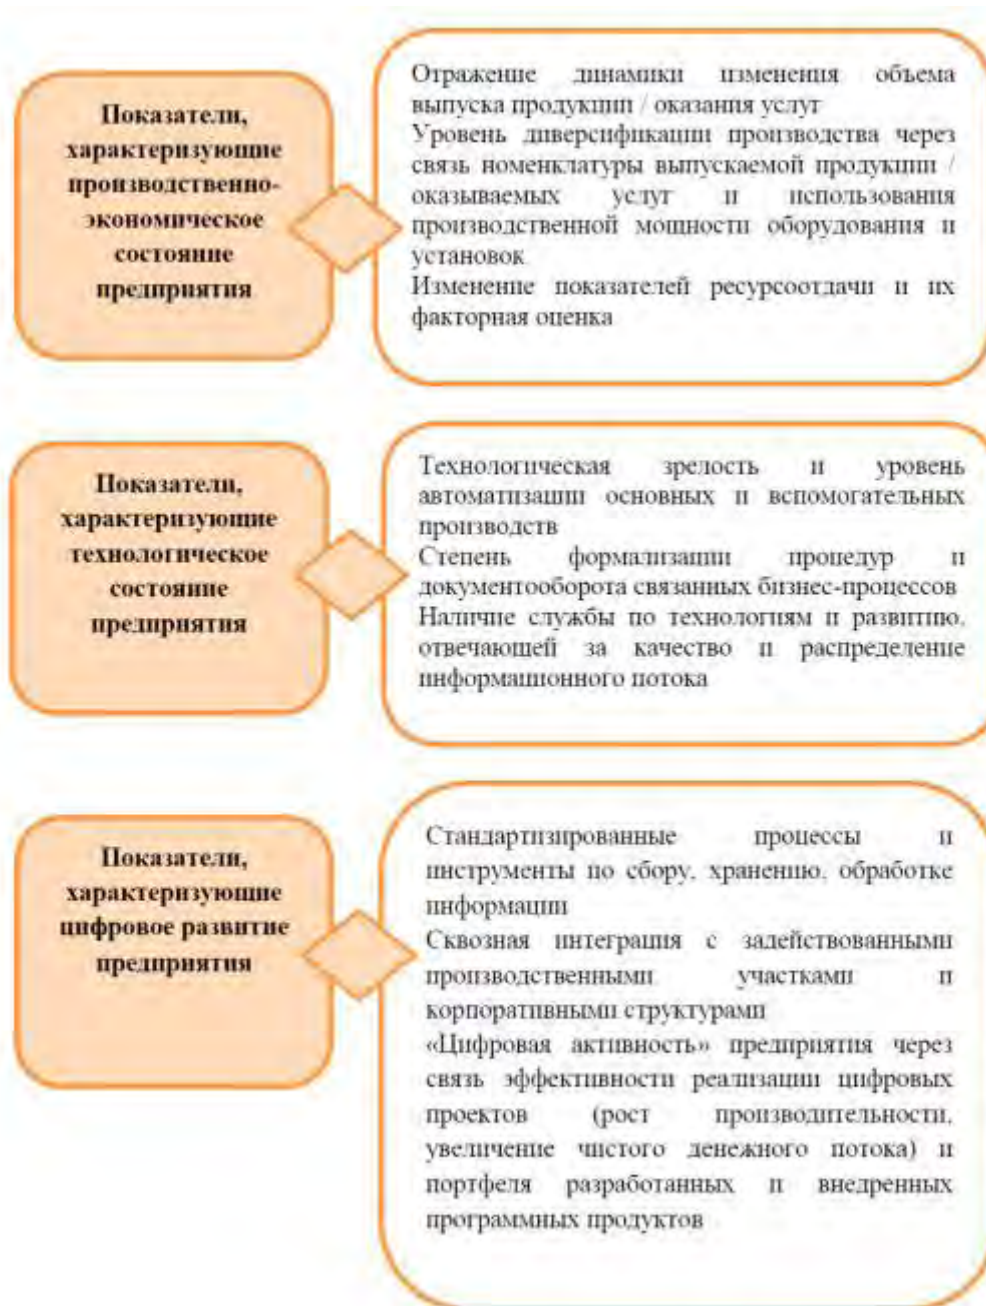 Показатели,
характеризующие
производственно-
экономическое
состояние
предприятия
Отражение динамики изменения объема
выпуска продукции / оказания услуг
Уровень диверсификации производства через
связь номенклатуры выпускаемой продукции /
оказываемых услуг и использования
производственной мощности оборудования и
установок
Изменение показателей ресурсоотдачи и их
факторная оценка
Показатели,
характеризующие
технологическое
состояние
предприятия
Технологическая зрелость и уровень
автоматизации основных и вспомогательных
производств
Степень формализации процедур и
документооборота связанных бизнес-процессов
Наличие службы по технологиям и развитию,
отвечающей за качество и распределение
информационного потока
Показатели,
характеризующие
цифровое развитие
предприятия
Стандартизированные процессы и
инструменты по сбору, хранению, обработке
информации
Сквозная интеграция с задействованными
производственными участками и
корпоративными структурами
«Цифровая активность» предприятия через
связь эффективности реализации цифровых
проектов (рост производительности,
увеличение чистого денежного потока) и
портфеля разработанных и внедренных
программных продуктов